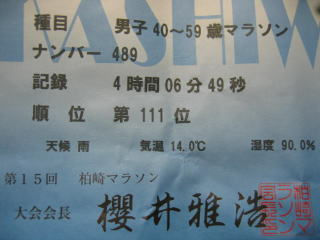 KASHIW
種目 男子40～59歳マラソン
ナンバー 489
記録 4時間06分49秒
順位 第111位
天候 雨 気温 14.0℃ 湿度 90.0%
第15回 柏崎マラソン
大会会長 櫻井雅浩